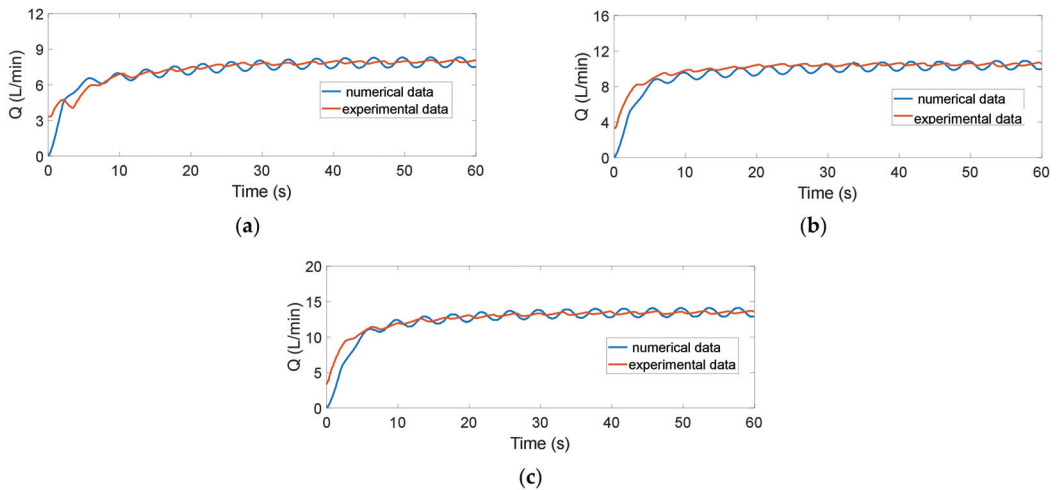 12
9
6
3
0
Q (L/min)
numerical data
experimental data
0 10 20 30 40 50 60
Time (s)
(a)
16
12
8
4
0
Q (L/min)
numerical data
experimental data
0 10 20 30 40 50 60
Time (s)
(b)
20
15
10
5
0
Q (L/min)
numerical data
experimental data
0 10 20 30 40 50 60
Time (s)
(c)